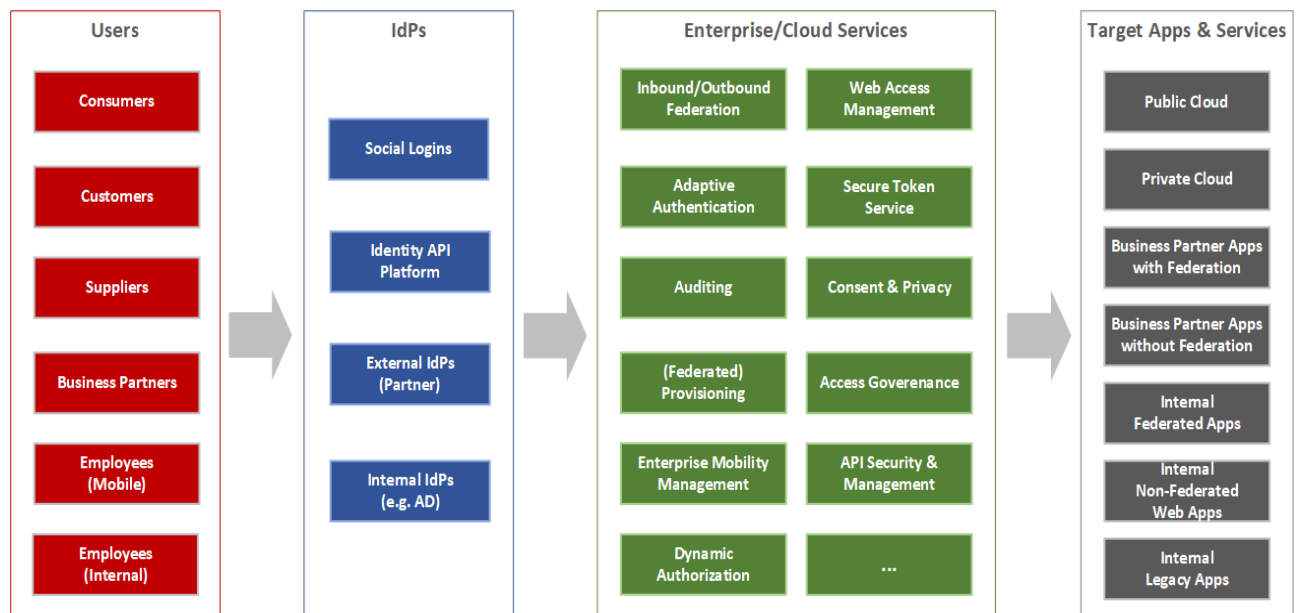 Users
Consumers
Customers
Suppliers
Business Partners
Employees
(Mobile)
Employees
(Internal)
IdPs
Social Logins
Identity API
Platform
External IdPs
(Partner)
Internal IdPs
(e.g. AD)
Enterprise/Cloud Services
Inbound/Outbound
Federation
Web Access
Management
Adaptive
Authentication
Secure Token
Service
Auditing
Consent & Privacy
(Federated)
Provisioning
Access Goverenance
Enterprise Mobility
Management
API Security &
Management
Dynamic
Authorization
...
Target Apps & Services
Public Cloud
Private Cloud
Business Partner Apps
with Federation
Business Partner Apps
without Federation
Internal
Federated Apps
Internal
Non-Federated
Web Apps
Internal
Legacy Apps